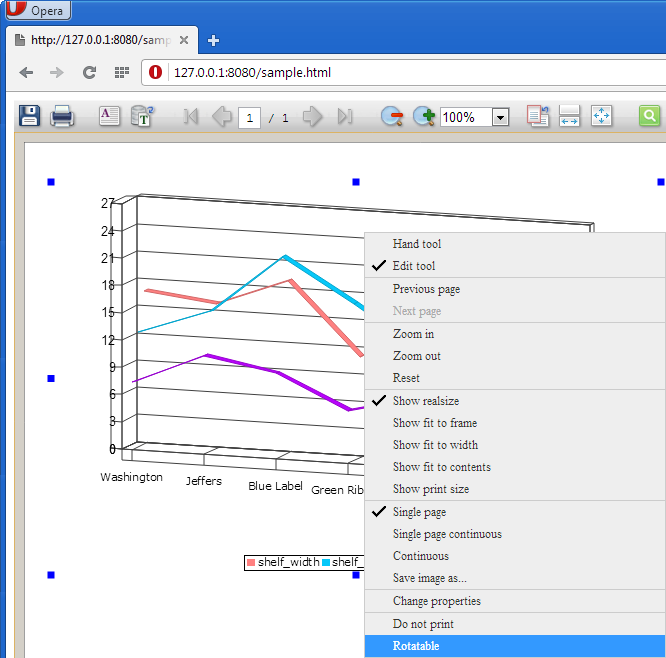 Opera
http://127.0.0.1:8080/samp
127.0.0.1:8080/sample.html
A
T
1 / 1
100%
27
24
21
18
15
12
9
6
3
0
Washington
Jeffers
Blue Label
Green Rib
shelf_width shelf_
Hand tool
Edit tool
Previous page
Next page
Zoom in
Zoom out
Reset
Show realsize
Show fit to frame
Show fit to width
Show fit to contents
Show print size
Single page
Single page continuous
Continuous
Save image as...
Change properties
Do not print
Rotatable